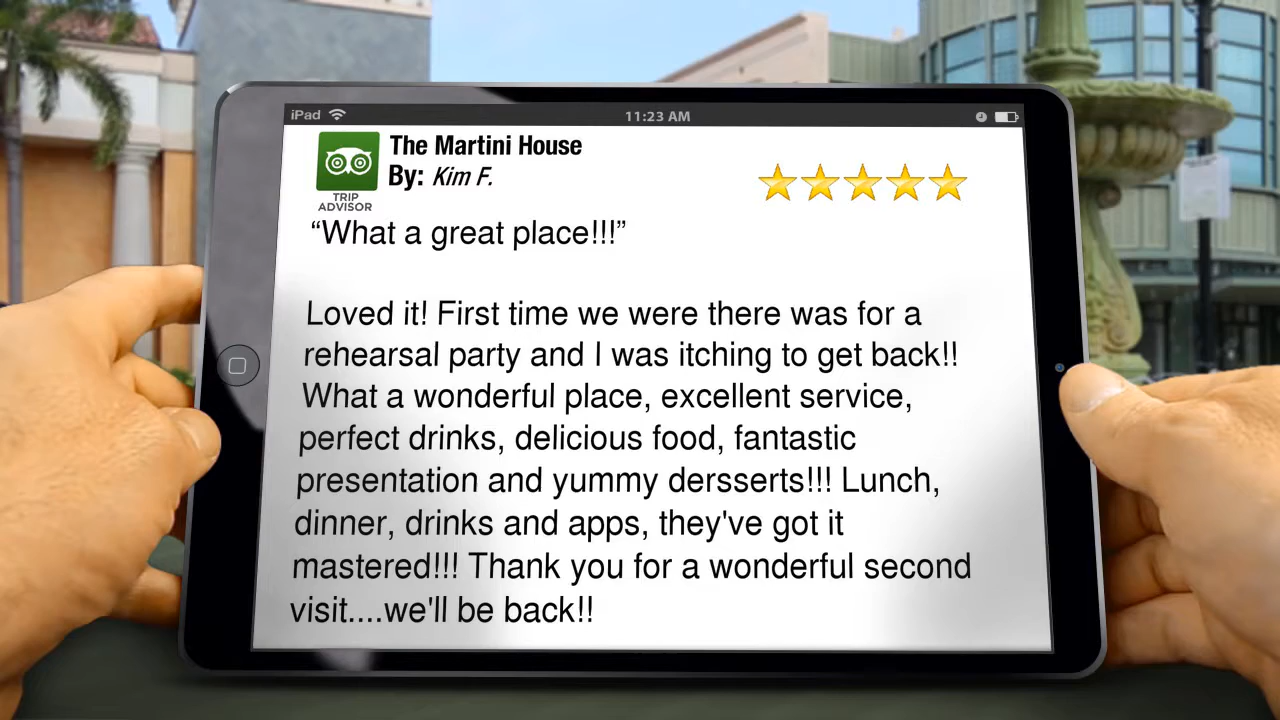 iPad
11:23 AM
The Martini House
By: Kim F.
TRIP
ADVISOR
“What a great place!!!”
Loved it! First time we were there was for a
rehearsal party and I was itching to get back!!
What a wonderful place, excellent service,
perfect drinks, delicious food, fantastic
presentation and yummy dersserts!!! Lunch,
dinner, drinks and apps, they've got it
mastered!!! Thank you for a wonderful second
visit....we'll be back!!